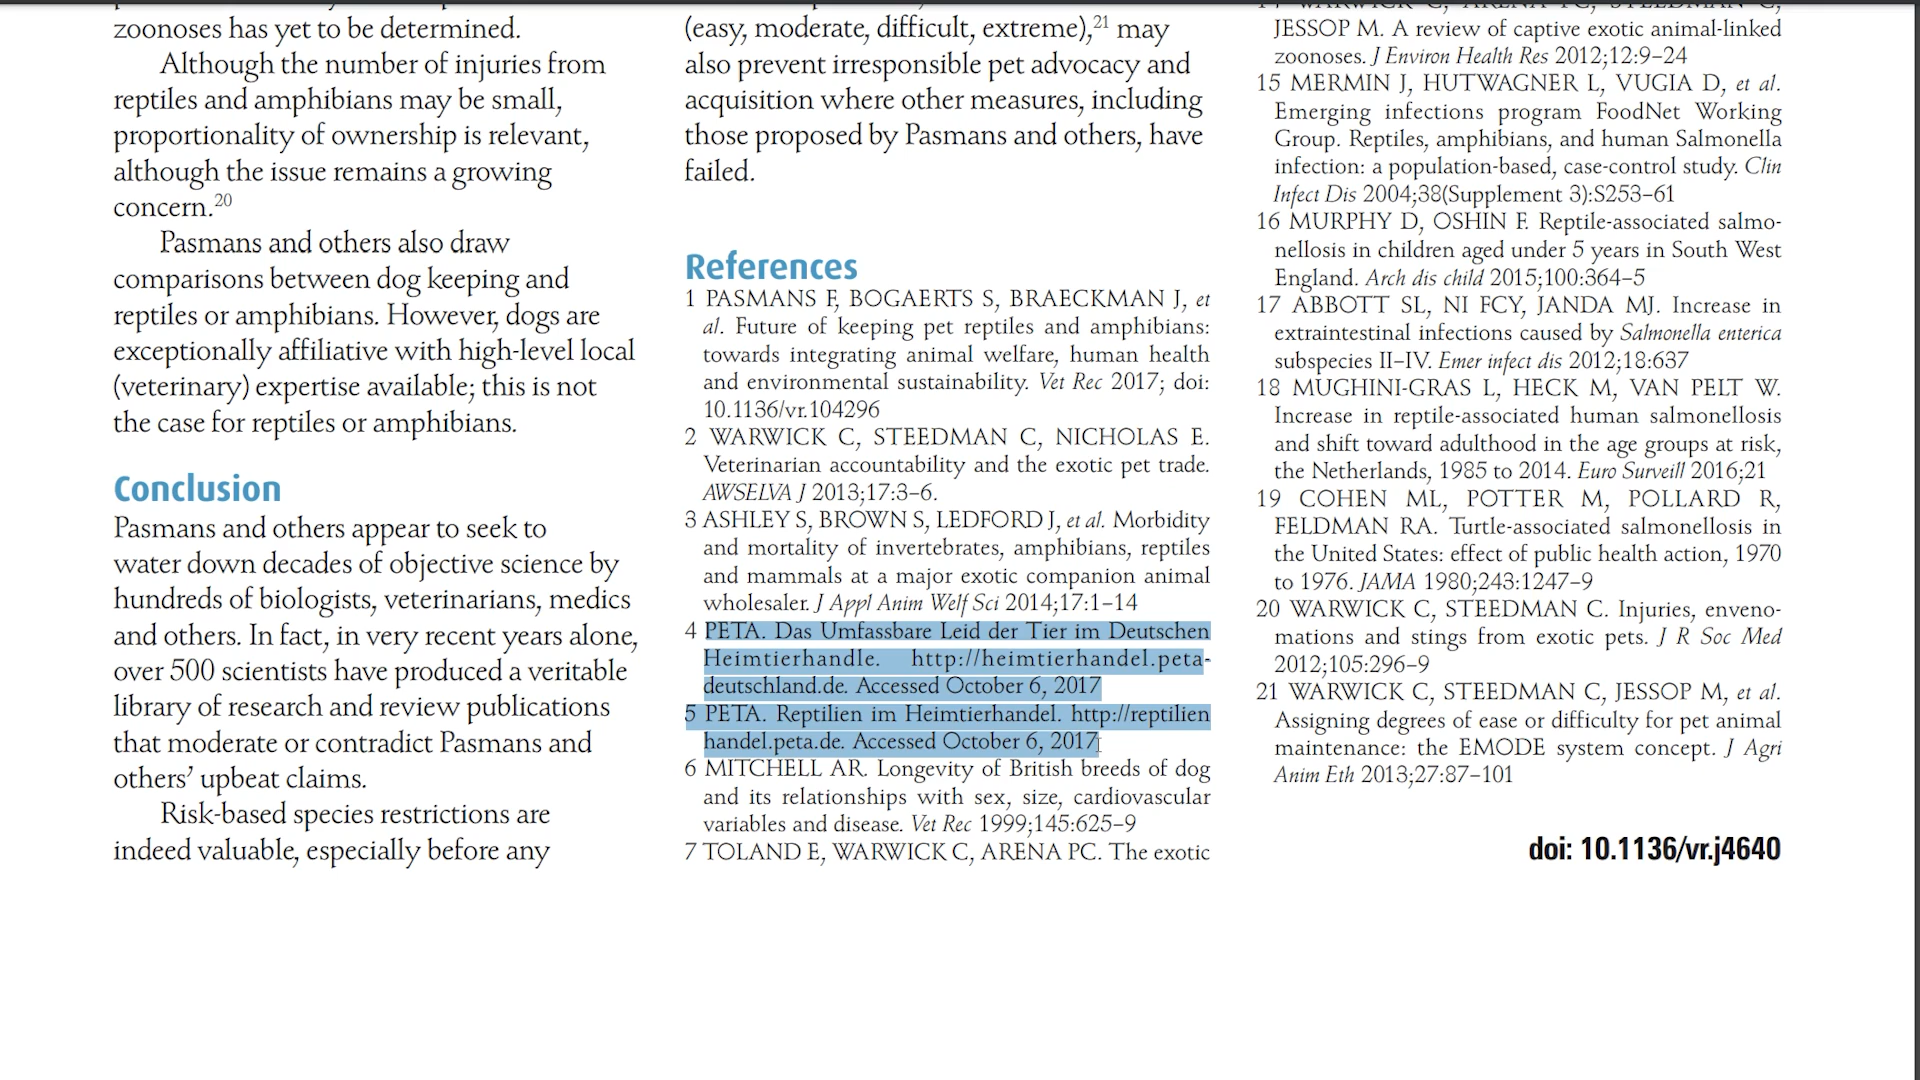 zoonoses has yet to be determined.
Although the number of injuries from
reptiles and amphibians may be small,
proportionality of ownership is relevant,
although the issue remains a growing
concern.20
Pasmans and others also draw
comparisons between dog keeping and
reptiles or amphibians. However, dogs are
exceptionally affiliative with high-level local
(veterinary) expertise available; this is not
the case for reptiles or amphibians.
Conclusion
Pasmans and others appear to seek to
water down decades of objective science by
hundreds of biologists, veterinarians, medics
and others. In fact, in very recent years alone,
over 500 scientists have produced a veritable
library of research and review publications
that moderate or contradict Pasmans and
others’ upbeat claims.
Risk-based species restrictions are
indeed valuable, especially before any
(easy, moderate, difficult, extreme),21 may
also prevent irresponsible pet advocacy and
acquisition where other measures, including
those proposed by Pasmans and others, have
failed.
References
1 PASMANS F, BOGAERTS S, BRAECKMAN J, et
al. Future of keeping pet reptiles and amphibians:
towards integrating animal welfare, human health
and environmental sustainability. Vet Rec 2017; doi:
10.1136/vr.104296
2 WARWICK C, STEEDMAN C, NICHOLAS E.
Veterinarian accountability and the exotic pet trade.
AWSELVA J 2013;17:3–6.
3 ASHLEY S, BROWN S, LEDFORD J, et al. Morbidity
and mortality of invertebrates, amphibians, reptiles
and mammals at a major exotic companion animal
wholesaler. J Appl Anim Welf Sci 2014;17:1–14
4 PETA. Das Umfassbare Leid der Tier im Deutschen
Heimtierhandle. http://heimtierhandel.peta-
deutschland.de. Accessed October 6, 2017
5 PETA. Reptilien im Heimtierhandel. http://reptilien
handel.peta.de. Accessed October 6, 2017
6 MITCHELL AR. Longevity of British breeds of dog
and its relationships with sex, size, cardiovascular
variables and disease. Vet Rec 1999;145:625–9
7 TOLAND E, WARWICK C, ARENA PC. The exotic
JESSOP M. A review of captive exotic animal-linked
zoonoses. J Environ Health Res 2012;12:9–24
15 MERMIN J, HUTWAGNER L, VUGIA D, et al.
Emerging infections program FoodNet Working
Group. Reptiles, amphibians, and human Salmonella
infection: a population-based, case-control study. Clin
Infect Dis 2004;38(Supplement 3):S253–61
16 MURPHY D, OSHIN F. Reptile-associated salmo-
nellosis in children aged under 5 years in South West
England. Arch dis child 2015;100:364–5
17 ABBOTT SL, NI FCY, JANDA MJ. Increase in
extraintestinal infections caused by Salmonella enterica
subspecies II–IV. Emer infect dis 2012;18:637
18 MUGHINI-GRAS L, HECK M, VAN PELT W.
Increase in reptile-associated human salmonellosis
and shift toward adulthood in the age groups at risk,
the Netherlands, 1985 to 2014. Euro Surveill 2016;21
19 COHEN ML, POTTER M, POLLARD R,
FELDMAN RA. Turtle-associated salmonellosis in
the United States: effect of public health action, 1970
to 1976. JAMA 1980;243:1247–9
20 WARWICK C, STEEDMAN C. Injuries, enveno-
mations and stings from exotic pets. J R Soc Med
2012;105:296–9
21 WARWICK C, STEEDMAN C, JESSOP M, et al.
Assigning degrees of ease or difficulty for pet animal
maintenance: the EMODE system concept. J Agri
Anim Eth 2013;27:87–101
doi: 10.1136/vr.j4640